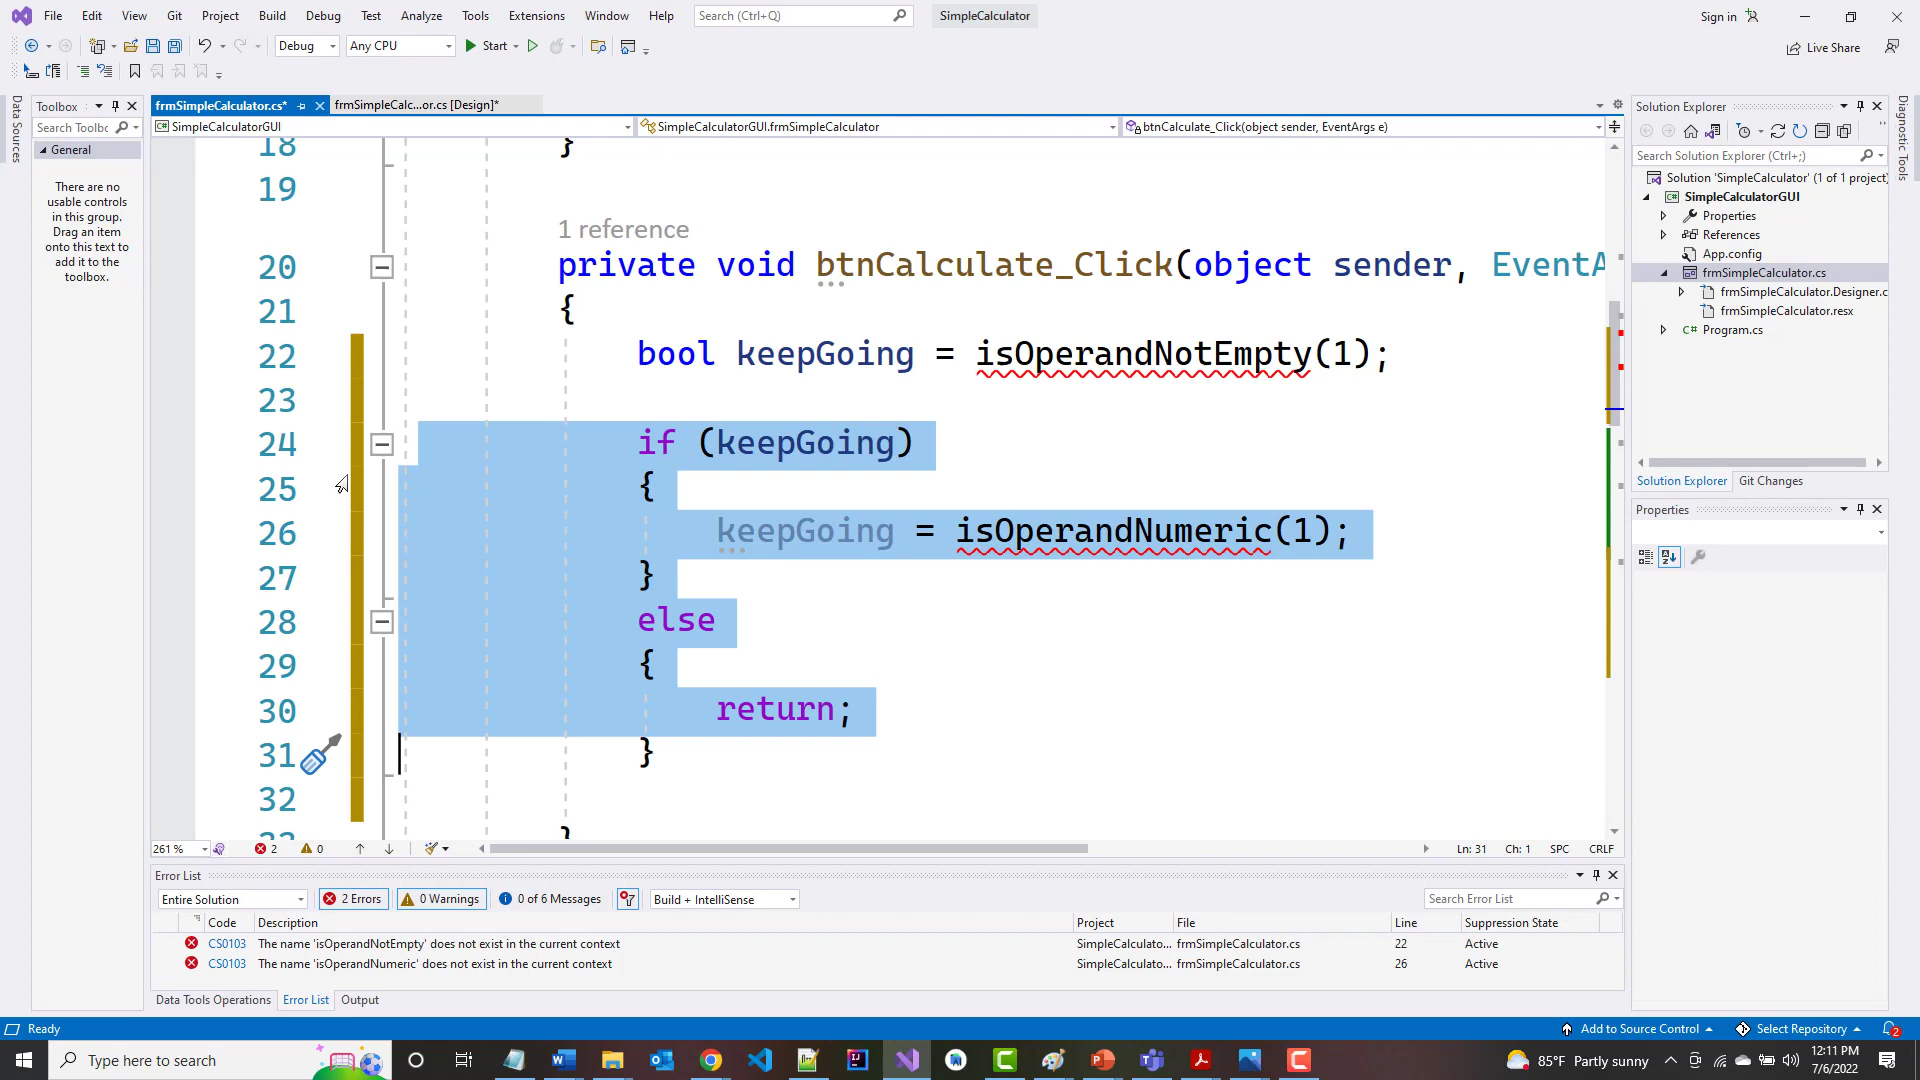 File Edit View Git Project Build Debug Test Analyze Tools Extensions Window Help Search (Ctrl+Q) SimpleCalculator Sign in
Debug Any CPU Start Live Share
Data Sources
Toolbox
Search Toolbc
General
There are no
usable controls
in this group.
Drag an item
onto this text to
add it to the
toolbox.
frmSimpleCalculator.cs* frmSimpleCalc...or.cs [Design]*
SimpleCalculatorGUI SimpleCalculatorGUI.frmSimpleCalculator btnCalculate_Click(object sender, EventArgs e)
18 }
19
1 reference
20 private void btnCalculate_Click(object sender, EventA
21 {
22 bool keepGoing = isOperandNotEmpty(1);
23
24 if (keepGoing)
25 {
26 keepGoing = isOperandNumeric(1);
27 }
28 else
29 {
30 return;
31 }
32
33 }
261 % 2 0 Ln: 31 Ch: 1 SPC CRLF
Error List
Entire Solution 2 Errors 0 Warnings 0 of 6 Messages Build + IntelliSense Search Error List
Code Description Project File Line Suppression State
CS0103 The name 'isOperandNotEmpty' does not exist in the current context SimpleCalculato... frmSimpleCalculator.cs 22 Active
CS0103 The name 'isOperandNumeric' does not exist in the current context SimpleCalculato... frmSimpleCalculator.cs 26 Active
Data Tools Operations Error List Output
Solution Explorer
Search Solution Explorer (Ctrl+;)
Solution 'SimpleCalculator' (1 of 1 project)
SimpleCalculatorGUI
Properties
References
App.config
frmSimpleCalculator.cs
frmSimpleCalculator.Designer.c
frmSimpleCalculator.resx
Program.cs
Solution Explorer Git Changes
Properties
Diagnostic Tools
Ready Add to Source Control Select Repository 2
Type here to search 85°F Partly sunny 12:11 PM
7/6/2022